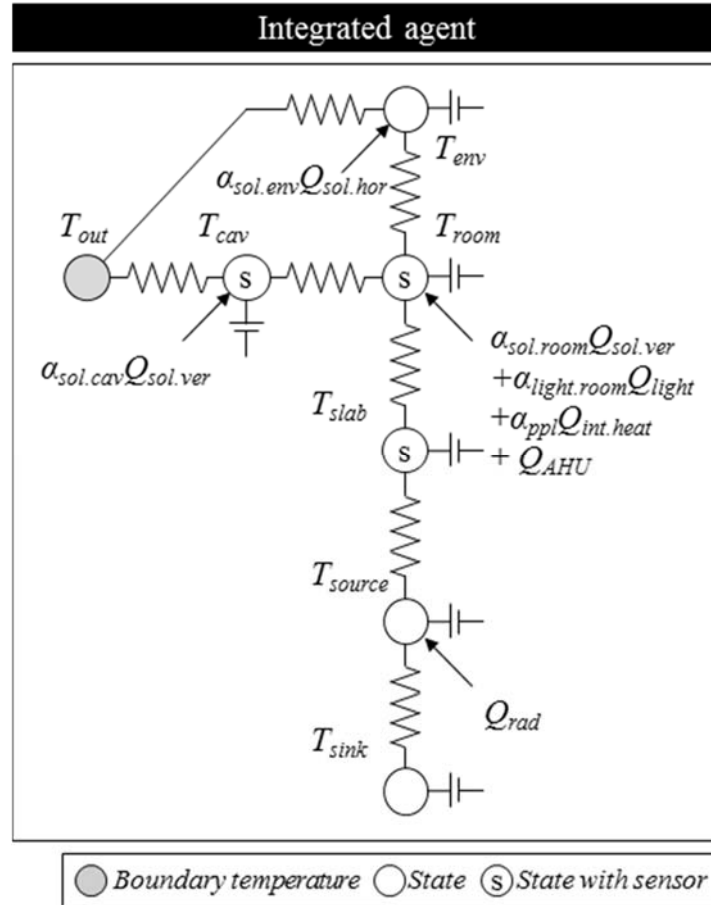 Integrated agent
T_env
α_sol.env Q_sol.hor
T_out
T_cav
T_room
S
S
α_sol.cav Q_sol.ver
α_sol.room Q_sol.ver
+α_light.room Q_light
+α_ppl Q_int.heat
+ Q_AHU
T_slab
S
T_source
Q_rad
T_sink
Boundary temperature State S State with sensor